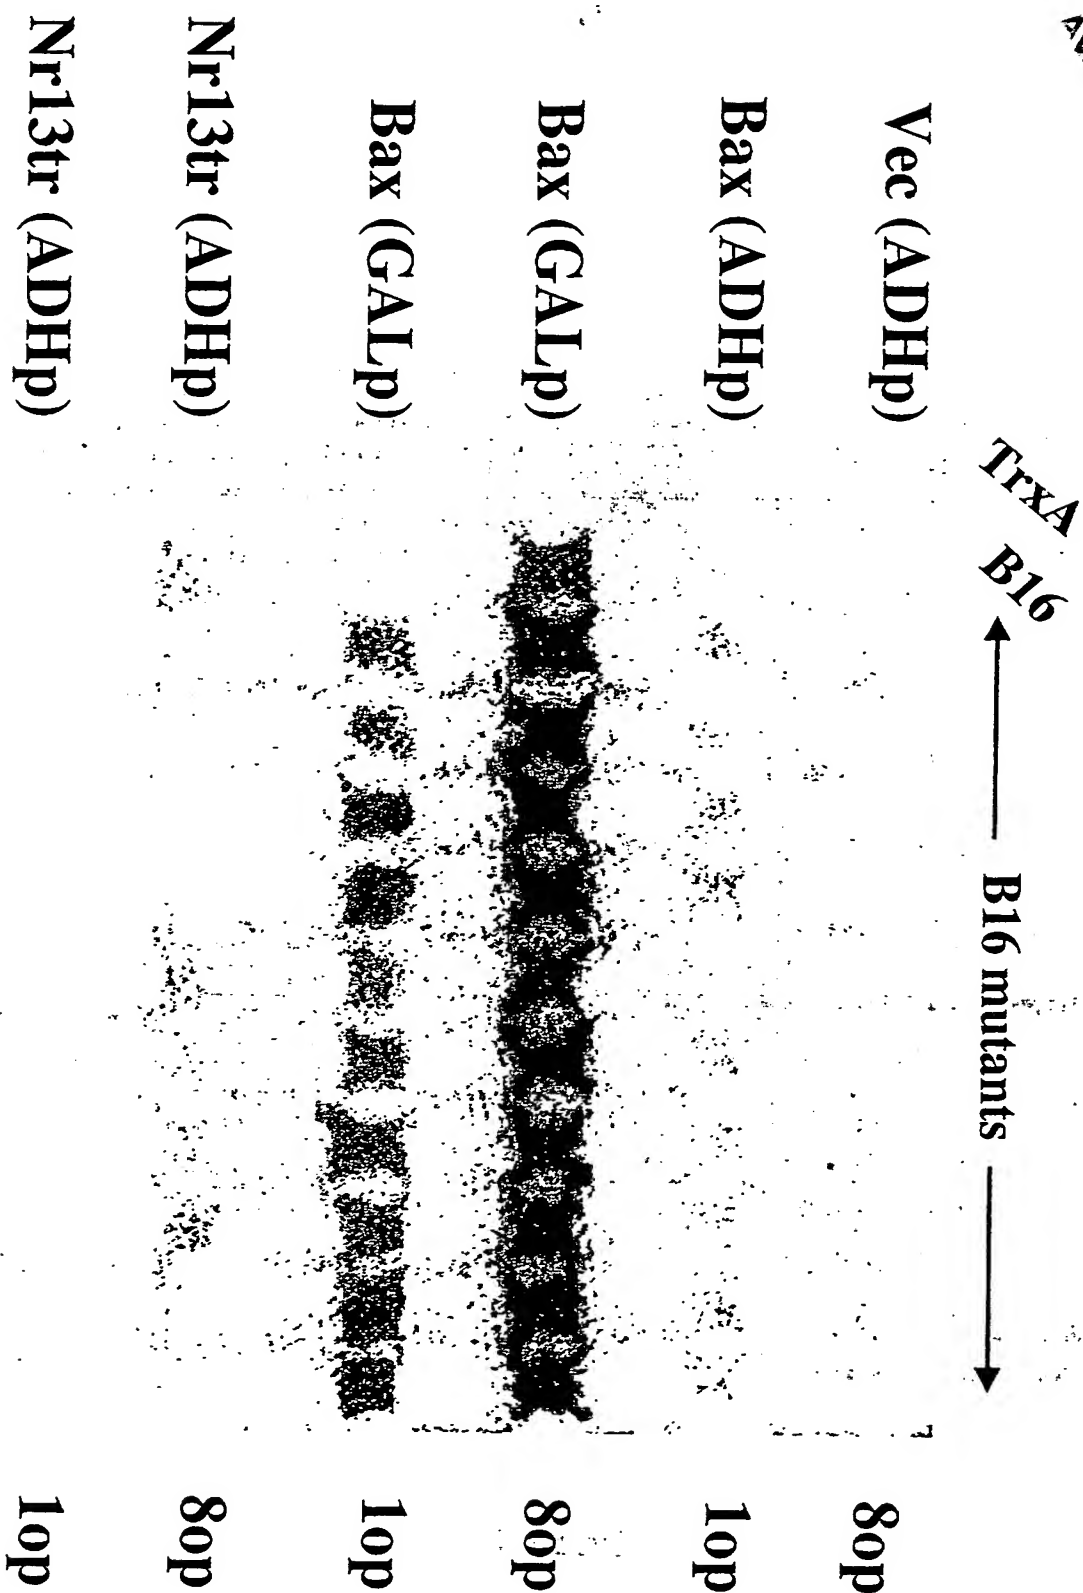 TrxA B16 B16 mutants
Vec (ADHp) 8op
Bax (ADHp) 1op
Bax (GALp) 8op
Bax (GALp) 1op
Nr13tr (ADHp) 8op
Nr13tr (ADHp) 1op